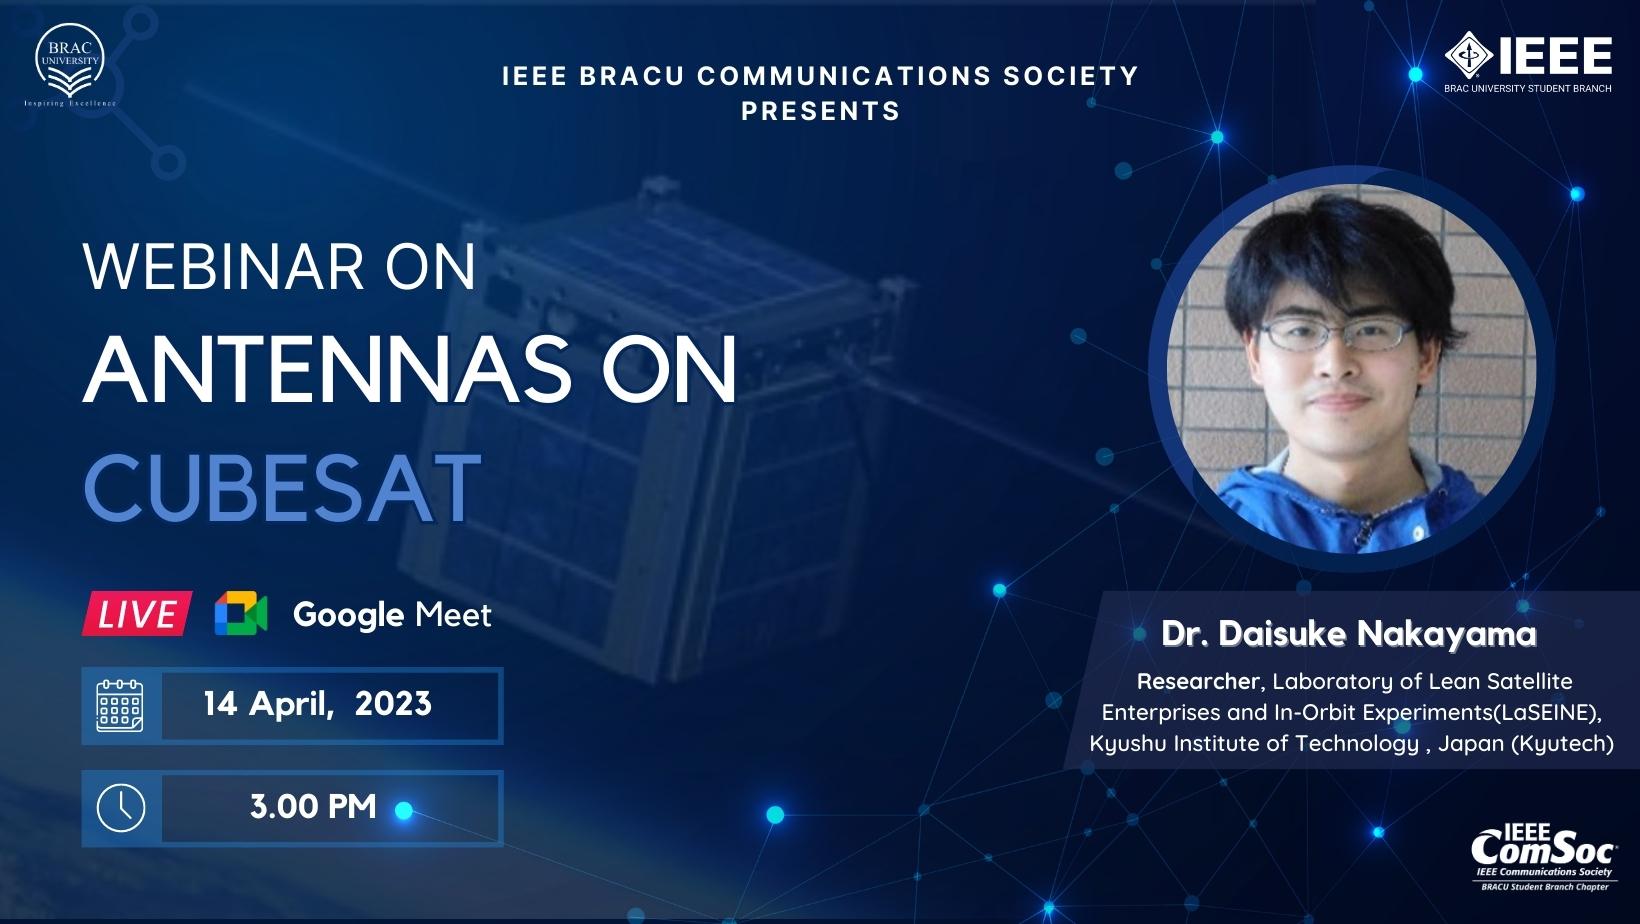 BRAC
UNIVERSITY
Inspiring Excellence
IEEE BRACU COMMUNICATIONS SOCIETY
PRESENTS
IEEE
BRAC UNIVERSITY STUDENT BRANCH
WEBINAR ON
ANTENNAS ON
CUBESAT
LIVE Google Meet
14 April, 2023
3.00 PM
Dr. Daisuke Nakayama
Researcher, Laboratory of Lean Satellite
Enterprises and In-Orbit Experiments(LaSEINE),
Kyushu Institute of Technology , Japan (Kyutech)
IEEE
ComSoc
IEEE Communications Society
BRACU Student Branch Chapter